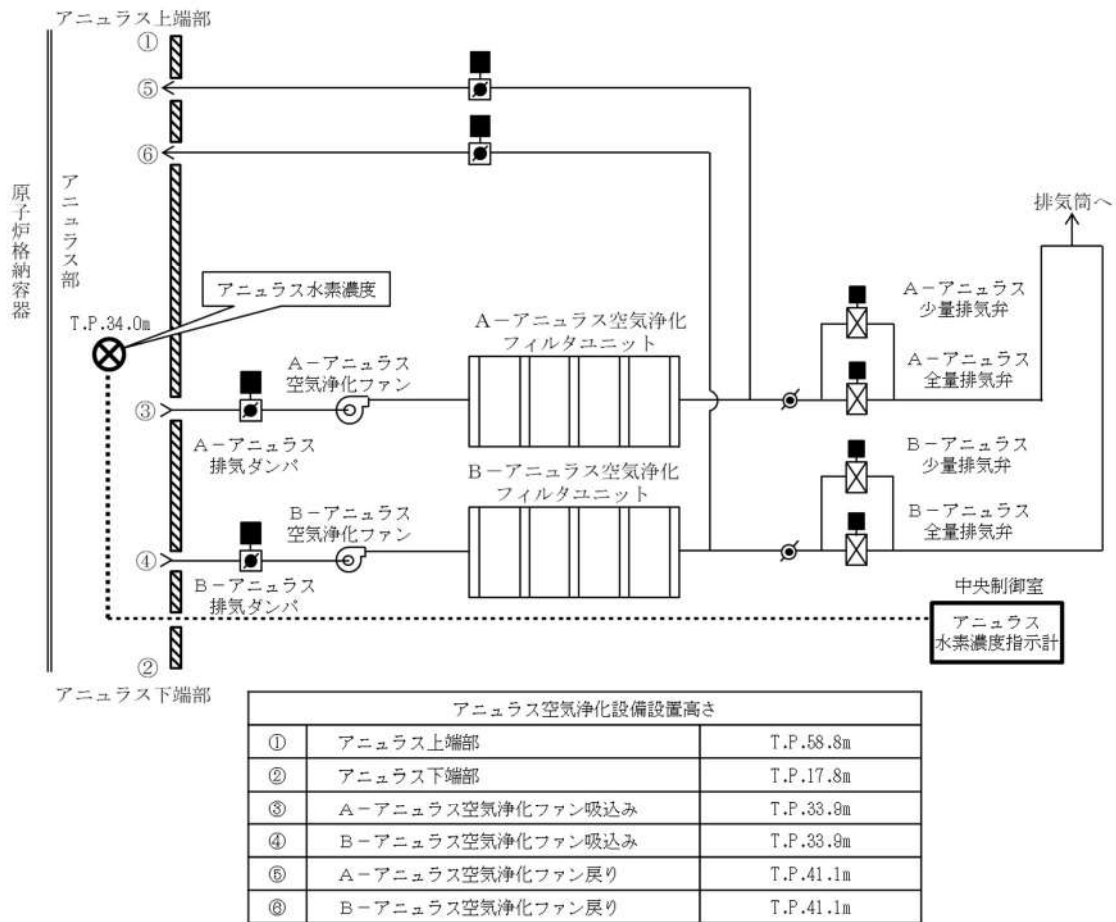 アニュラス上端部
①
⑤
⑥
原子炉格納容器
アニュラス部
排気筒へ
アニュラス水素濃度
T.P.34.0m
A-アニュラス
空気浄化ファン
A-アニュラス空気浄化
フィルタユニット
A-アニュラス
少量排気弁
A-アニュラス
全量排気弁
③
A-アニュラス
排気ダンパ
B-アニュラス空気浄化
フィルタユニット
B-アニュラス
少量排気弁
B-アニュラス
空気浄化ファン
B-アニュラス
全量排気弁
④
B-アニュラス
排気ダンパ
中央制御室
アニュラス
水素濃度指示計
②
アニュラス下端部
アニュラス空気浄化設備設置高さ
① アニュラス上端部 T.P.58.8m
② アニュラス下端部 T.P.17.8m
③ A-アニュラス空気浄化ファン吸込み T.P.33.9m
④ B-アニュラス空気浄化ファン吸込み T.P.33.9m
⑤ A-アニュラス空気浄化ファン戻り T.P.41.1m
⑥ B-アニュラス空気浄化ファン戻り T.P.41.1m